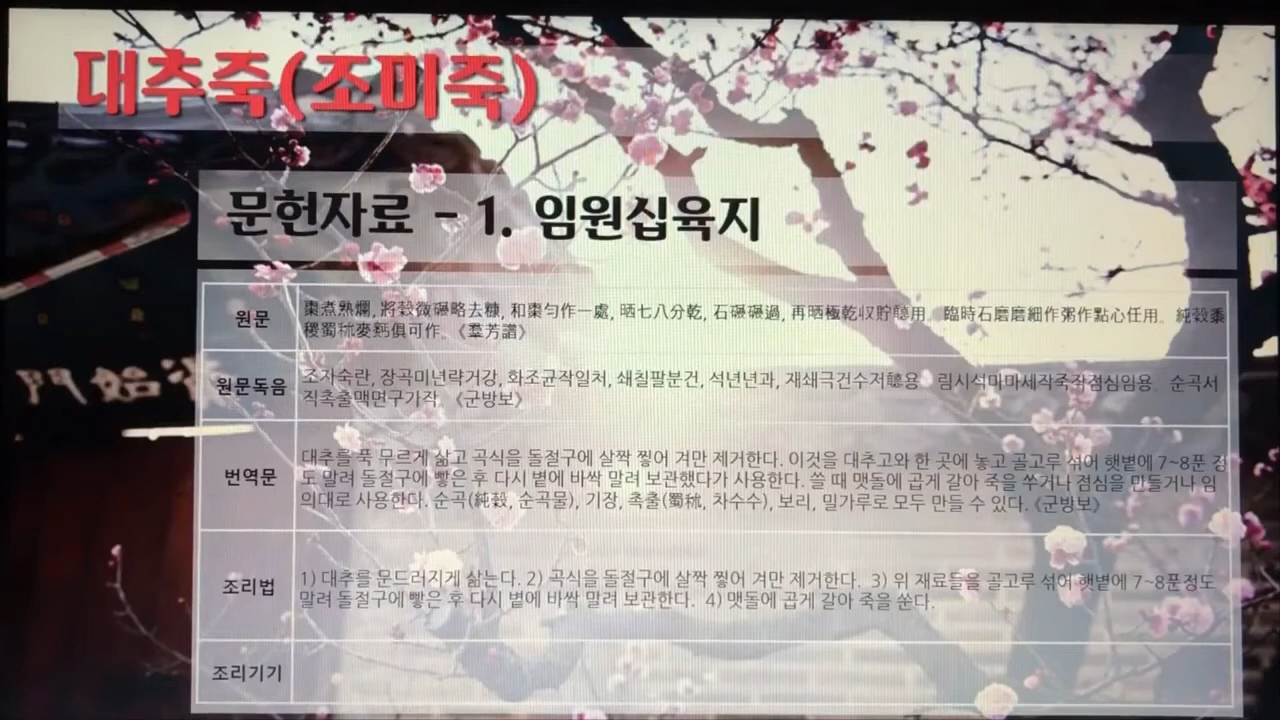 대추죽(조미죽)
문헌자료 - 1. 임원십육지
원문
棗煮熟爛, 將穀微碾略去糠, 和棗勻作一處, 晒七八分乾, 石碾碾過, 再晒極乾収貯聼用。臨時石磨磨細作粥作點心任用。純穀黍
稷蜀秫麥麪俱可作。《羣芳譜》
원문독음
조자숙란, 장곡미년략거강, 화조균작일처, 쇄칠팔분건, 석년년과, 재쇄극건수저聼용。림시석마마세작죽작점심임용。순곡서
직촉출맥면구가작。《군방보》
번역문
대추를 푹 무르게 삶고 곡식을 돌절구에 살짝 찧어 겨만 제거한다. 이것을 대추고와 한 곳에 놓고 골고루 섞어 햇볕에 7~8푼 정
도 말려 돌절구에 빻은 후 다시 볕에 바싹 말려 보관했다가 사용한다. 쓸 때 맷돌에 곱게 갈아 죽을 쑤거나 점심을 만들거나 임
의대로 사용한다. 순곡(純穀, 순곡물), 기장, 촉출(蜀秫, 차수수), 보리, 밀가루로 모두 만들 수 있다.《군방보》
조리법
1) 대추를 문드러지게 삶는다. 2) 곡식을 돌절구에 살짝 찧어 겨만 제거한다. 3) 위 재료들을 골고루 섞어 햇볕에 7~8푼정도
말려 돌절구에 빻은 후 다시 볕에 바싹 말려 보관한다. 4) 맷돌에 곱게 갈아 죽을 쑨다.
조리기기